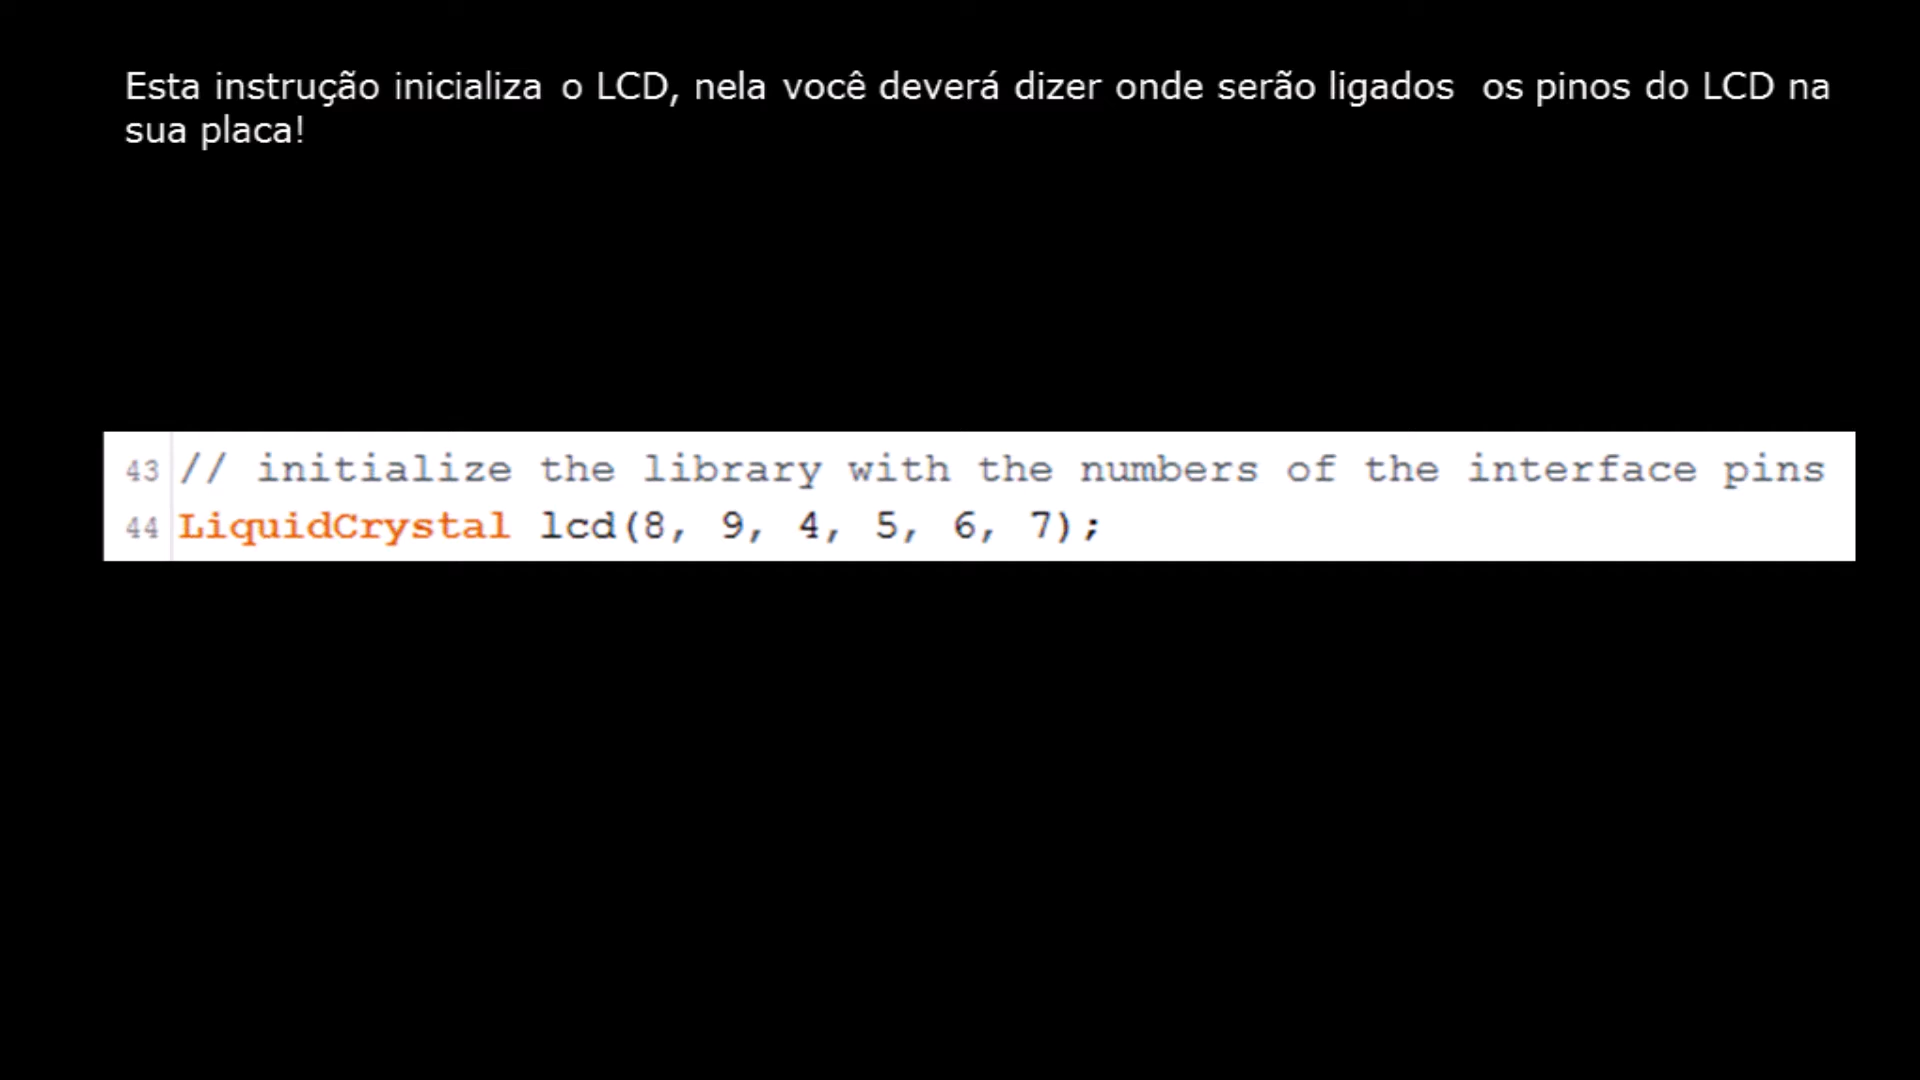 Esta instrução inicializa o LCD, nela você deverá dizer onde serão ligados os pinos do LCD na
sua placa!
43 // initialize the library with the numbers of the interface pins
44 LiquidCrystal lcd(8, 9, 4, 5, 6, 7);